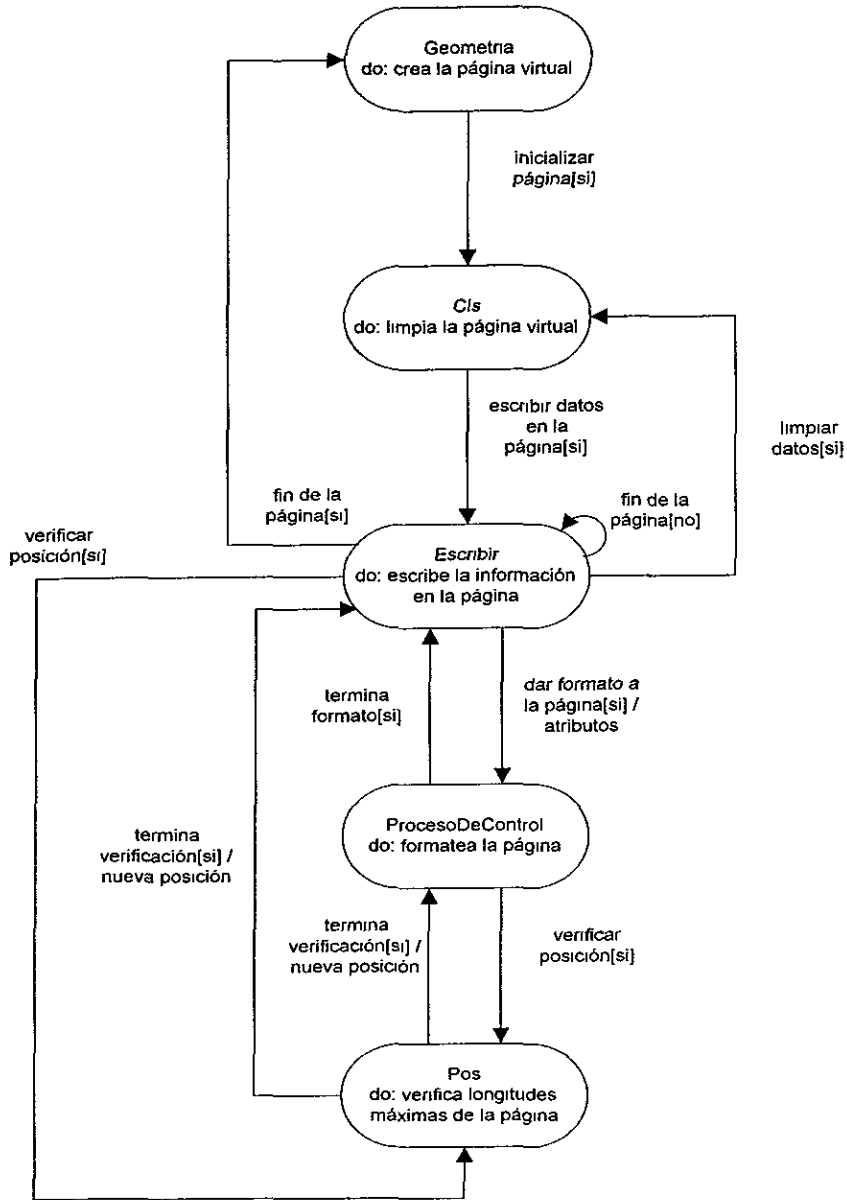 Geometria
do: crea la página virtual
inicializar
página[si]
Cls
do: limpia la página virtual
escribir datos
en la
página[si]
limpiar
datos[si]
fin de la
página[si]
fin de la
página[no]
verificar
posición[si]
Escribir
do: escribe la información
en la página
termina
formato[si]
dar formato a
la página[si] /
atributos
ProcesoDeControl
do: formatea la página
termina
verificación[si] /
nueva posición
termina
verificación[si] /
nueva posición
verificar
posición[si]
Pos
do: verifica longitudes
máximas de la página